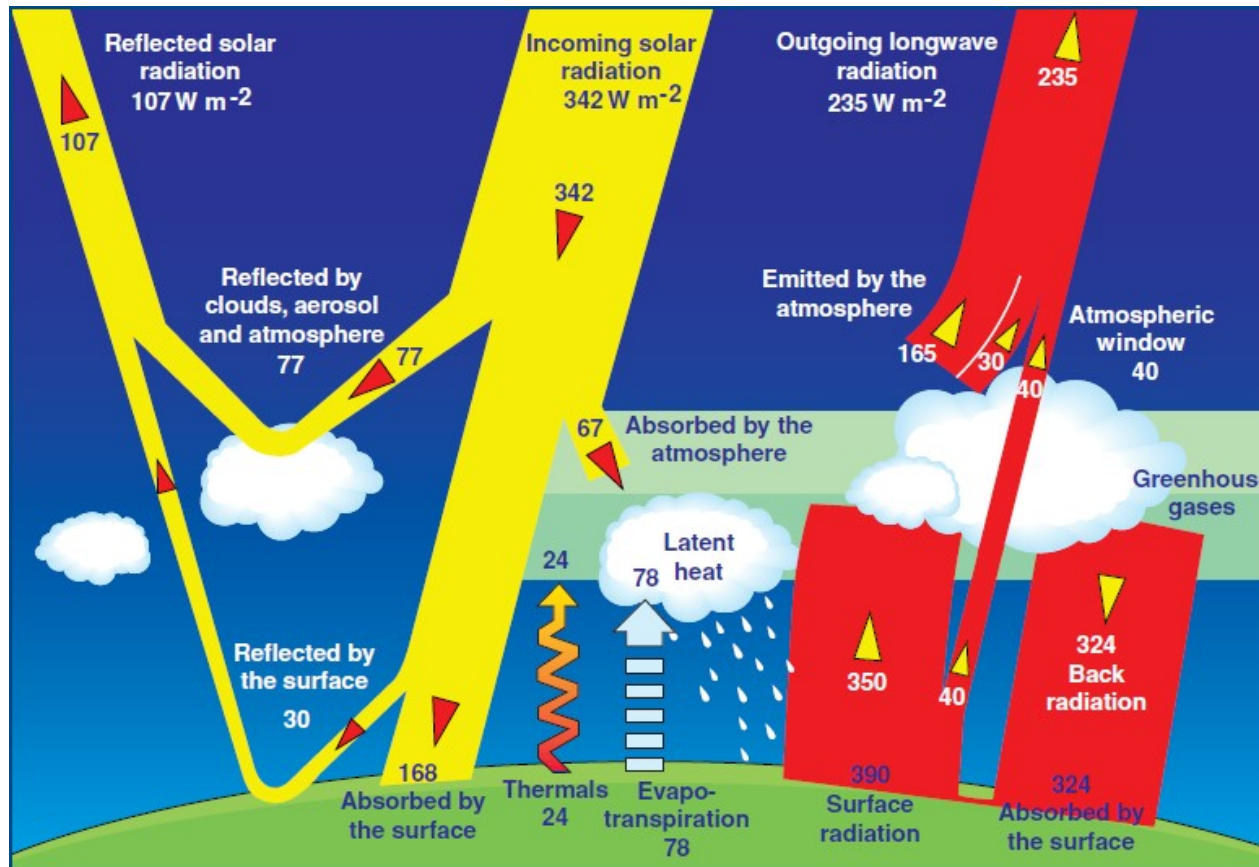 Reflected solar
radiation
107 W m-2
107
Incoming solar
radiation
342 W m-2
342
Outgoing longwave
radiation
235 W m-2
235
Reflected by
clouds, aerosol
and atmosphere
77
77
Emitted by the
atmosphere
165
30
40
Atmospheric
window
40
67
Absorbed by the
atmosphere
Greenhous
gases
24
78
Latent
heat
Reflected by
the surface
30
350
40
324
Back
radiation
168
Absorbed by
the surface
Thermals
24
Evapo-
transpiration
78
390
Surface
radiation
324
Absorbed by
the surface